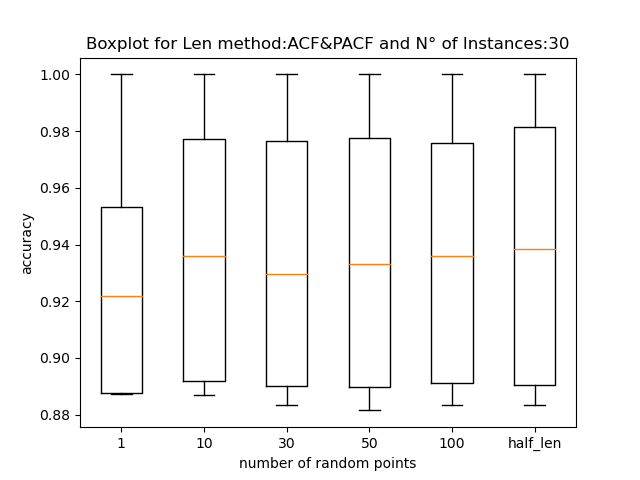 Boxplot for Len method:ACF&PACF and N° of Instances:30
1.00
0.98
0.96
0.94
0.92
0.90
0.88
accuracy
1 10 30 50 100 half_len
number of random points